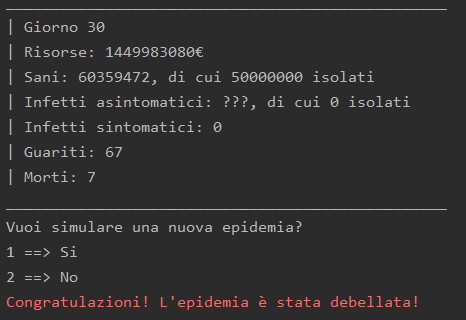 | Giorno 30
| Risorse: 1449983080€
| Sani: 60359472, di cui 50000000 isolati
| Infetti asintomatici: ???, di cui 0 isolati
| Infetti sintomatici: 0
| Guariti: 67
| Morti: 7
Vuoi simulare una nuova epidemia?
1 ==> Si
2 ==> No
Congratulazioni! L'epidemia è stata debellata!